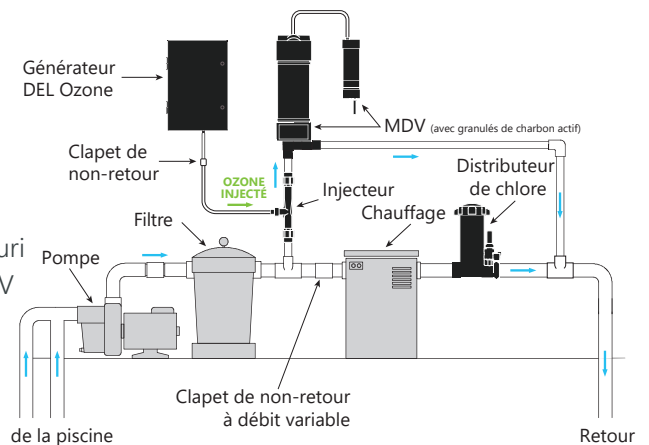 Générateur
DEL Ozone
MDV (avec granulés de charbon actif)
Clapet de
non-retour
OZONE
INJECTÉ
Injecteur
Distributeur
de chlore
Chauffage
Filtre
uri
Pompe
V
Clapet de non-retour
à débit variable
de la piscine
Retour